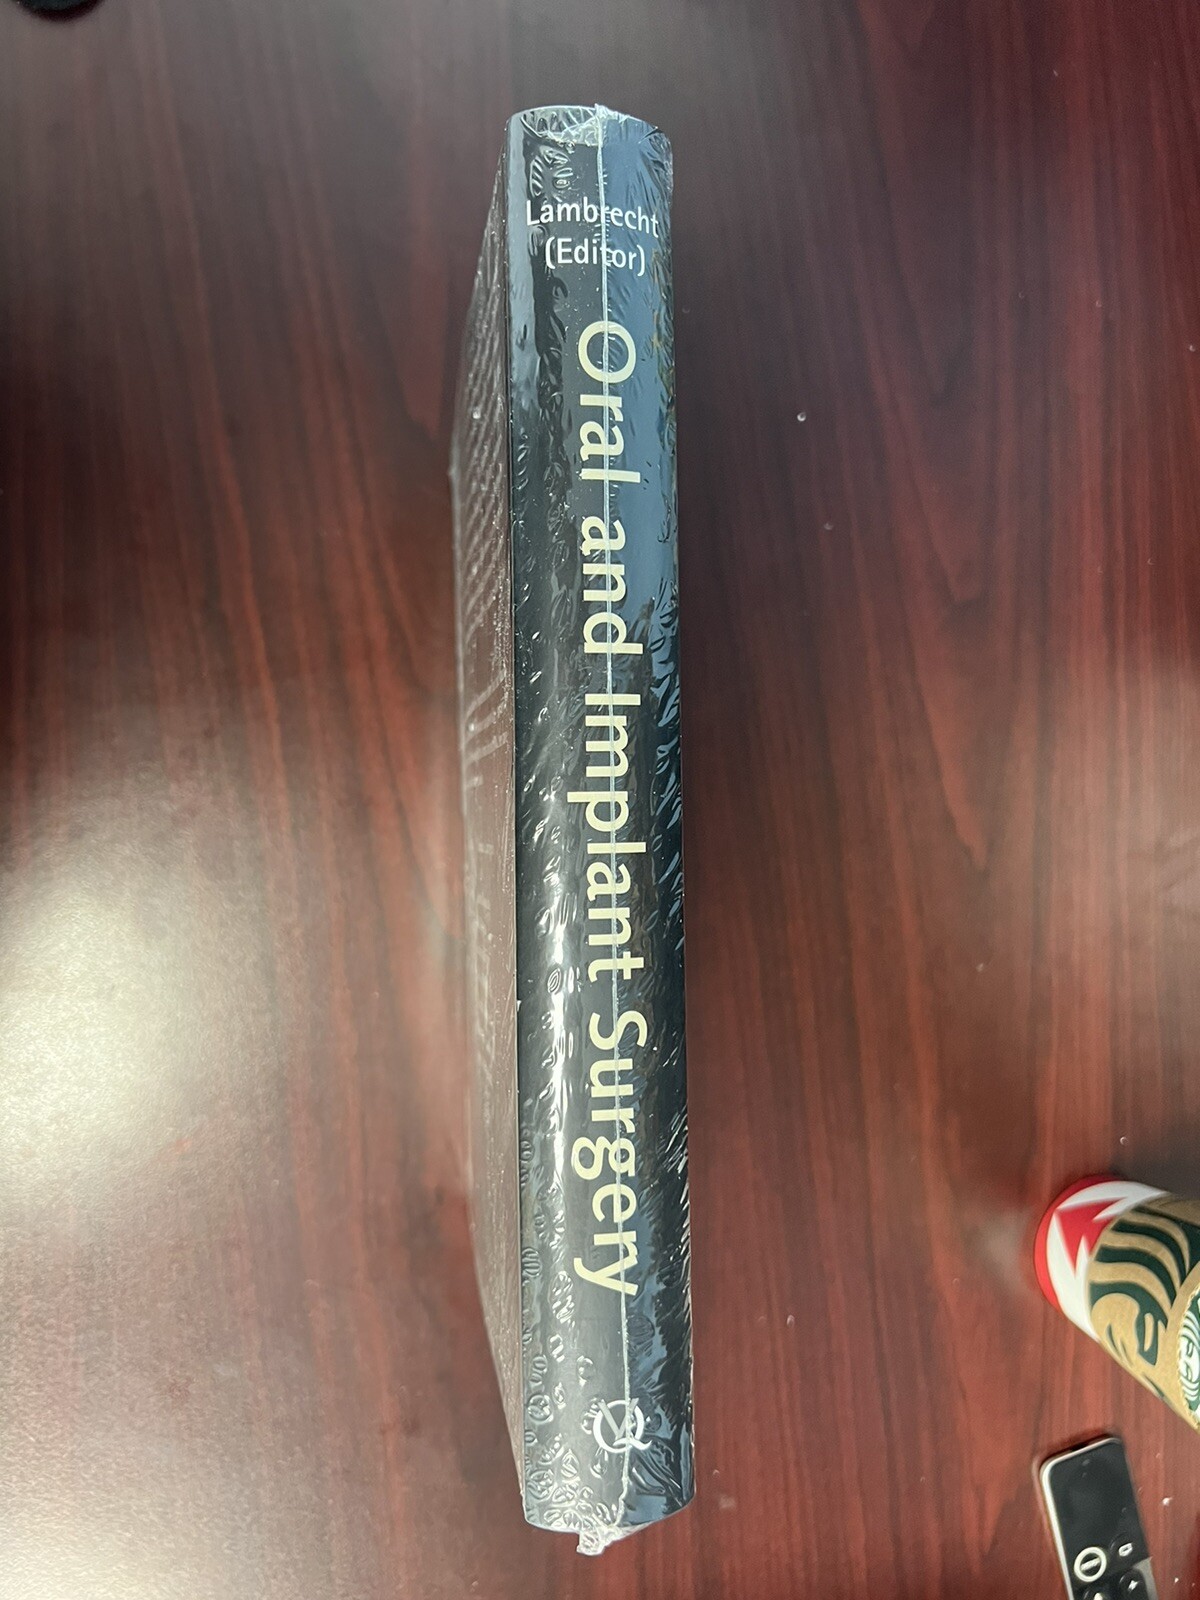 Lambrecht
(Editor)
Oral and Implant Surgery